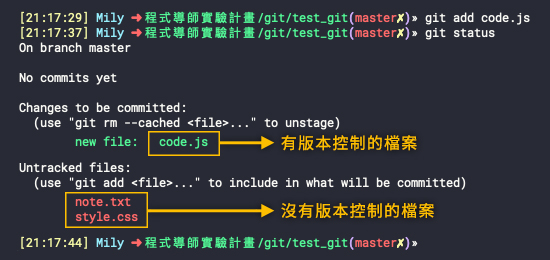 [21:17:29] Mily ➜程式導師實驗計畫/git/test_git(master✗)» git add code.js
[21:17:37] Mily ➜程式導師實驗計畫/git/test_git(master✗)» git status
On branch master
No commits yet
Changes to be committed:
(use "git rm --cached <file>..." to unstage)
new file: code.js 有版本控制的檔案
Untracked files:
(use "git add <file>..." to include in what will be committed)
note.txt
style.css 沒有版本控制的檔案
[21:17:44] Mily ➜程式導師實驗計畫/git/test_git(master✗)»